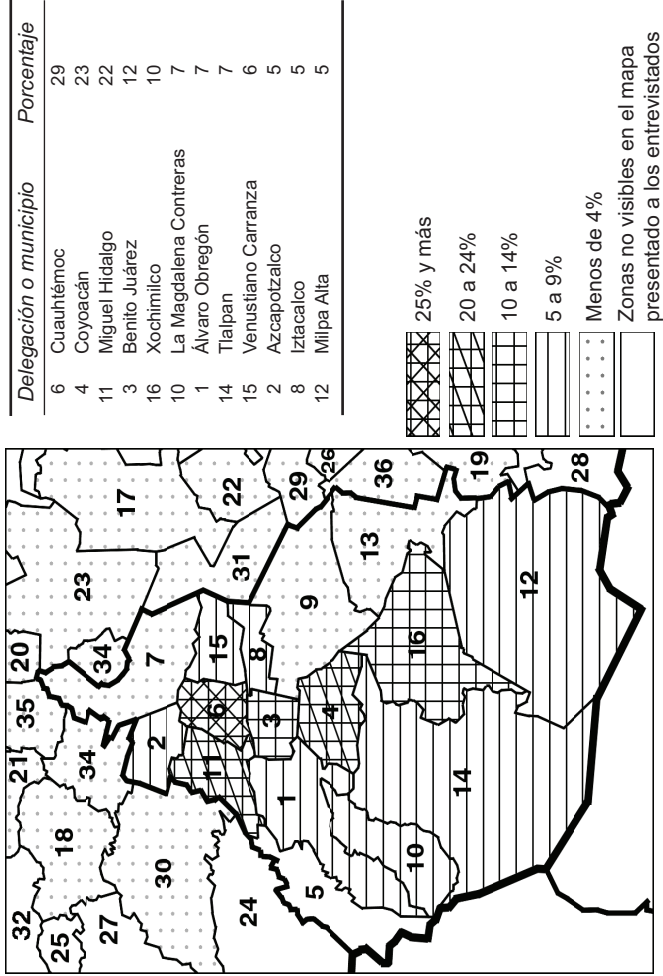 Delegación o municipio Porcentaje
6 Cuauhtémoc 29
4 Coyoacán 23
11 Miguel Hidalgo 22
3 Benito Juárez 12
16 Xochimilco 10
10 La Magdalena Contreras 7
1 Álvaro Obregón 7
14 Tlalpan 7
15 Venustiano Carranza 6
2 Azcapotzalco 5
8 Iztacalco 5
12 Milpa Alta 5
25% y más
20 a 24%
10 a 14%
5 a 9%
Menos de 4%
Zonas no visibles en el mapa
presentado a los entrevistados
32
21
35
20
25
18
34
23
17
27
34
22
30
2
7
31
29
26
24
11
6
15
36
5
1
3
8
9
19
4
13
28
10
14
16
12